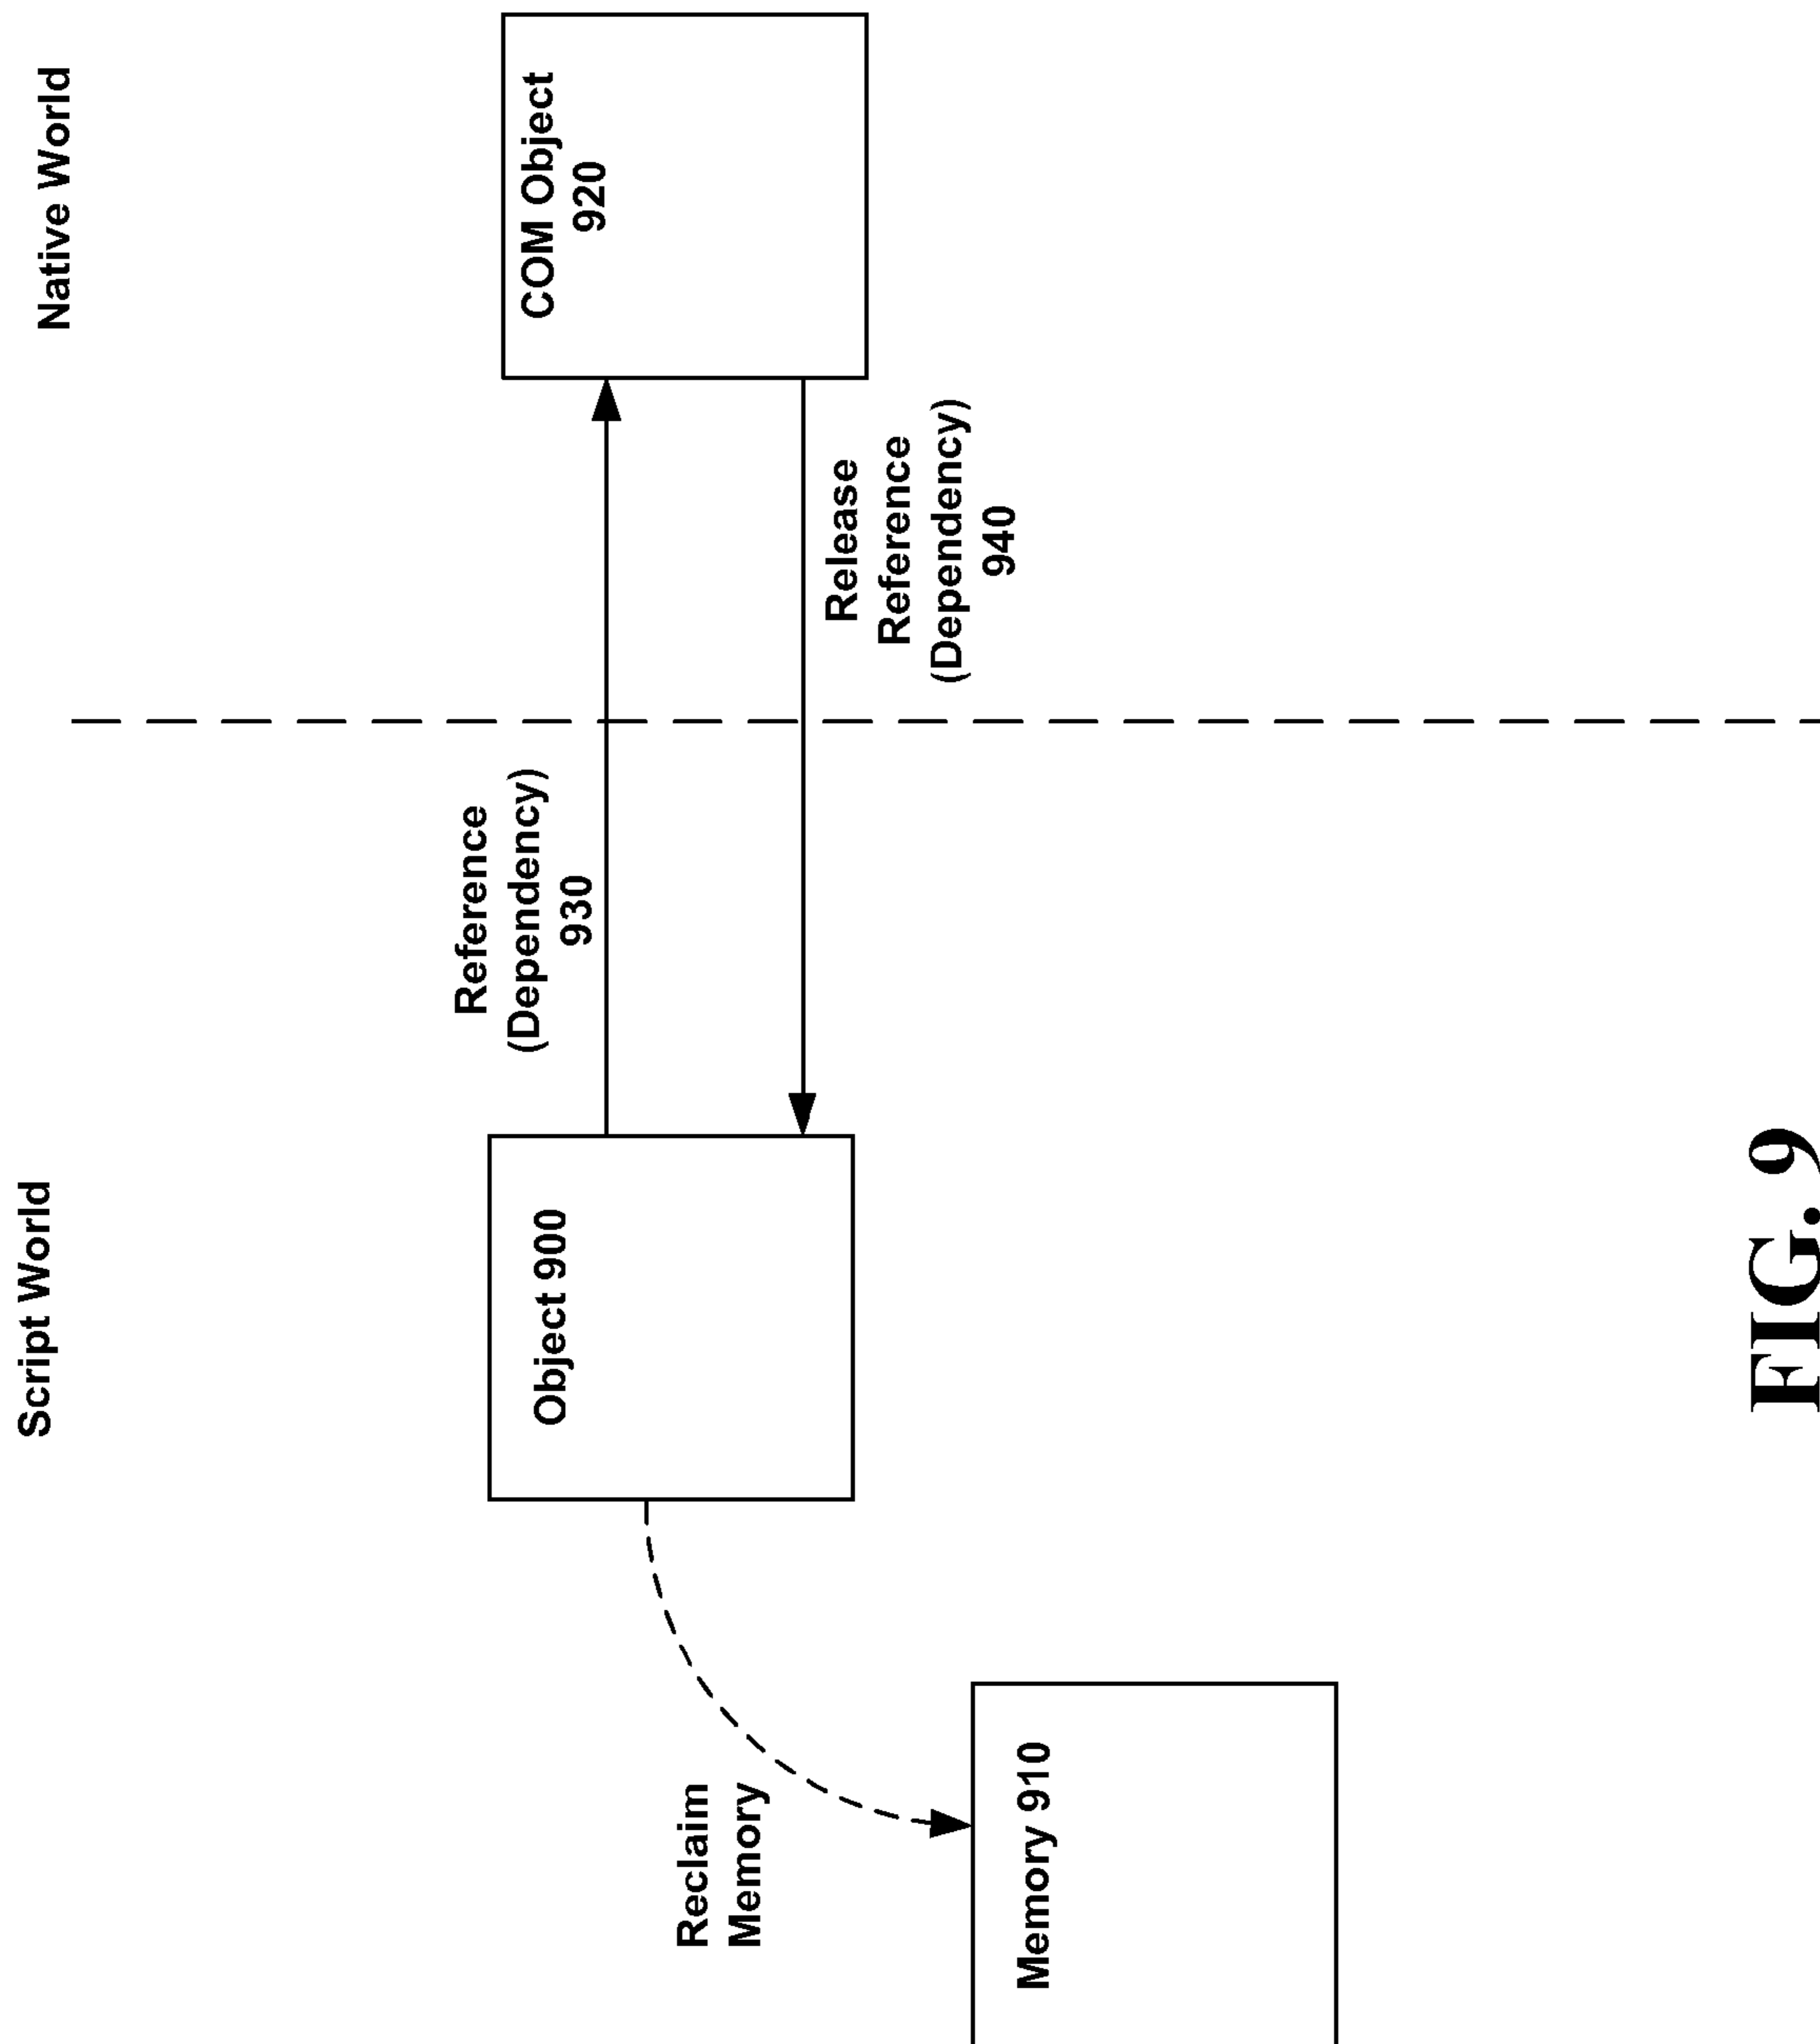 Script World
Native World
Reference
(Dependency)
930
COM Object
920
Object 900
Release
Reference
(Dependency)
940
Reclaim
Memory
Memory 910
FIG. 9